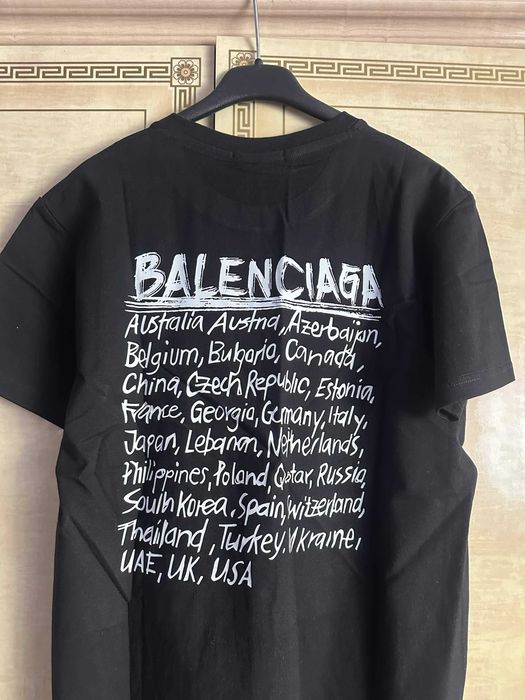 BALENCIAGA
Australia, Austria, Azerbaijan,
Belgium, Bulgaria, Canada,
China, Czech Republic, Estonia,
France, Georgia, Germany, Italy,
Japan, Lebanon, Netherlands,
Philippines, Poland, Qatar, Russia,
South Korea, Spain, Switzerland,
Thailand, Turkey, Ukraine,
UAE, UK, USA